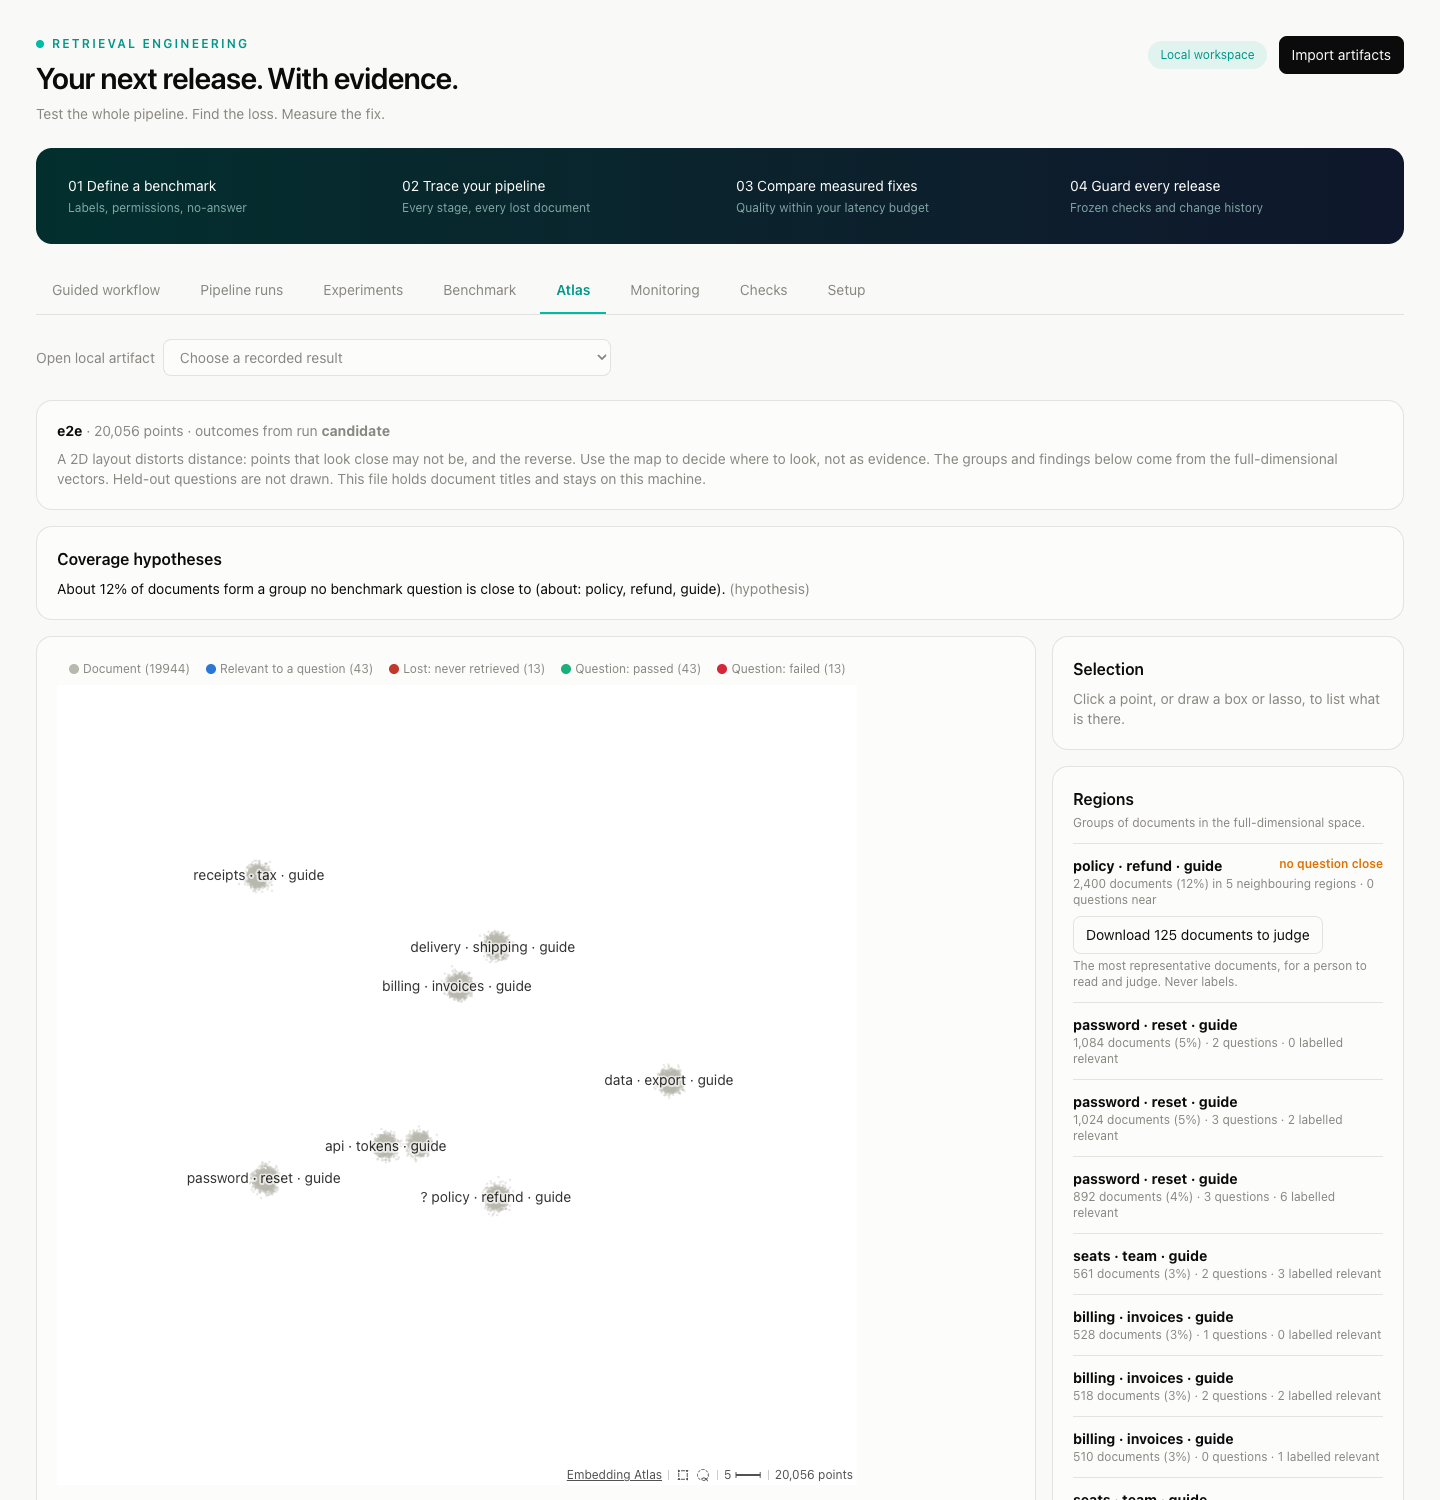 RETRIEVAL ENGINEERING
Your next release. With evidence.
Test the whole pipeline. Find the loss. Measure the fix.
Local workspace
Import artifacts
01 Define a benchmark
Labels, permissions, no-answer
02 Trace your pipeline
Every stage, every lost document
03 Compare measured fixes
Quality within your latency budget
04 Guard every release
Frozen checks and change history
Guided workflow
Pipeline runs
Experiments
Benchmark
Atlas
Monitoring
Checks
Setup
Open local artifact
Choose a recorded result
e2e · 20,056 points · outcomes from run candidate
A 2D layout distorts distance: points that look close may not be, and the reverse. Use the map to decide where to look, not as evidence. The groups and findings below come from the full-dimensional
vectors. Held-out questions are not drawn. This file holds document titles and stays on this machine.
Coverage hypotheses
About 12% of documents form a group no benchmark question is close to (about: policy, refund, guide). (hypothesis)
Document (19944)
Relevant to a question (43)
Lost: never retrieved (13)
Question: passed (43)
Question: failed (13)
receipts · tax · guide
delivery · shipping · guide
billing · invoices · guide
data · export · guide
api · tokens · guide
password · reset · guide
? policy · refund · guide
Embedding Atlas
5
20,056 points
Selection
Click a point, or draw a box or lasso, to list what
is there.
Regions
Groups of documents in the full-dimensional space.
policy · refund · guide
no question close
2,400 documents (12%) in 5 neighbouring regions · 0
questions near
Download 125 documents to judge
The most representative documents, for a person to
read and judge. Never labels.
password · reset · guide
1,084 documents (5%) · 2 questions · 0 labelled
relevant
password · reset · guide
1,024 documents (5%) · 3 questions · 2 labelled
relevant
password · reset · guide
892 documents (4%) · 3 questions · 6 labelled
relevant
seats · team · guide
561 documents (3%) · 2 questions · 3 labelled relevant
billing · invoices · guide
528 documents (3%) · 1 questions · 0 labelled relevant
billing · invoices · guide
518 documents (3%) · 2 questions · 2 labelled relevant
billing · invoices · guide
510 documents (3%) · 0 questions · 1 labelled relevant
seats · team · guide